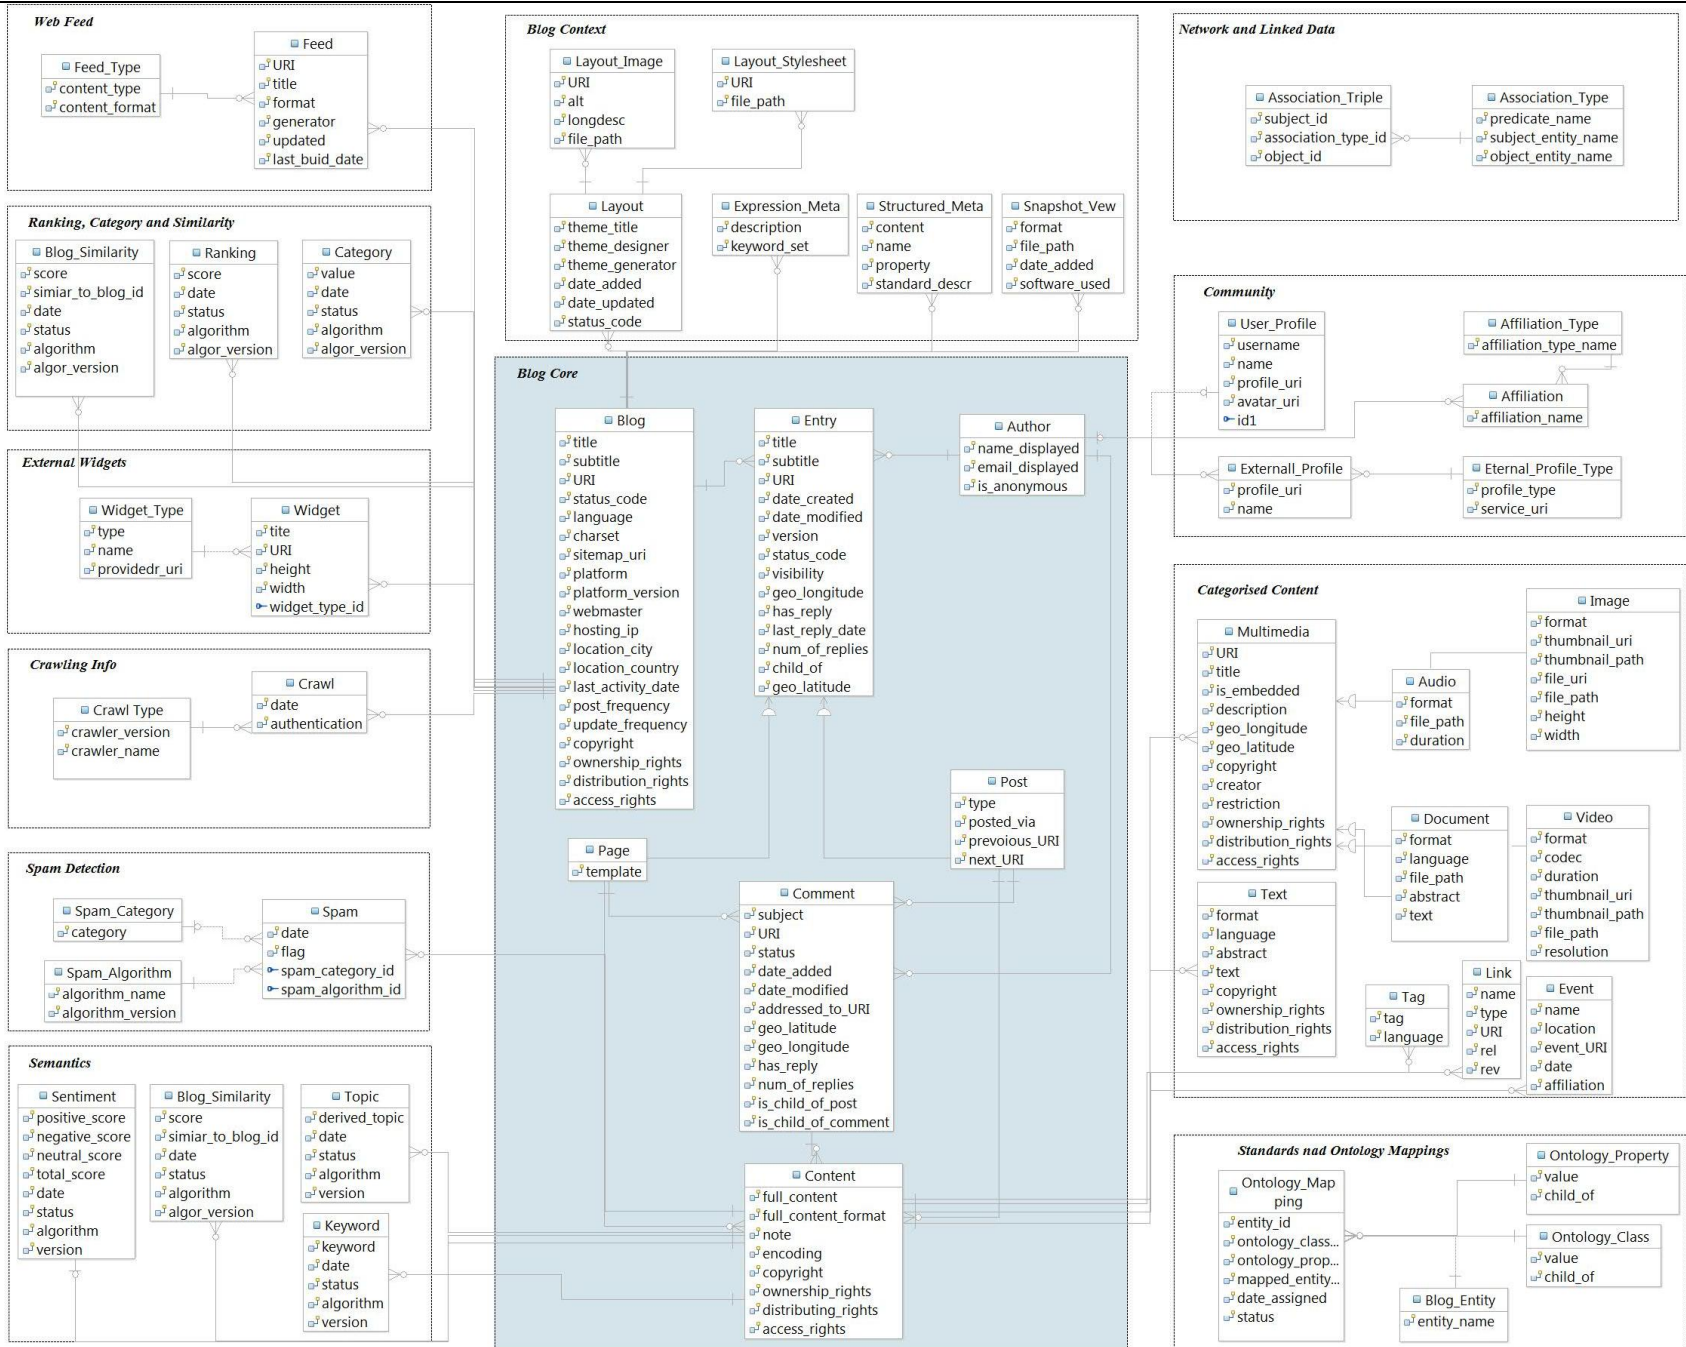 Web Feed
Feed_Type
content_type
content_format
Feed
URI
title
format
generator
updated
last_buid_date
Ranking, Category and Similarity
Blog_Similarity
score
simiar_to_blog_id
date
status
algorithm
algor_version
Ranking
score
date
status
algorithm
algor_version
Category
value
date
status
algorithm
algor_version
External Widgets
Widget_Type
type
name
providedr_uri
Widget
tite
URI
height
width
widget_type_id
Crawling Info
Crawl Type
crawler_version
crawler_name
Crawl
date
authentication
Spam Detection
Spam_Category
category
Spam_Algorithm
algorithm_name
algorithm_version
Spam
date
flag
spam_category_id
spam_algorithm_id
Semantics
Sentiment
positive_score
negative_score
neutral_score
total_score
date
status
algorithm
version
Blog_Similarity
score
simiar_to_blog_id
date
status
algorithm
algor_version
Topic
derived_topic
date
status
algorithm
version
Keyword
keyword
date
status
algorithm
version
Blog Context
Layout_Image
URI
alt
longdesc
file_path
Layout_Stylesheet
URI
file_path
Layout
theme_title
theme_designer
theme_generator
date_added
date_updated
status_code
Expression_Meta
description
keyword_set
Structured_Meta
content
name
property
standard_descr
Snapshot_Vew
format
file_path
date_added
software_used
Blog Core
Blog
title
subtitle
URI
status_code
language
charset
sitemap_uri
platform
platform_version
webmaster
hosting_ip
location_city
location_country
last_activity_date
post_frequency
update_frequency
copyright
ownership_rights
distribution_rights
access_rights
Entry
title
subtitle
URI
date_created
date_modified
version
status_code
visibility
geo_longitude
has_reply
last_reply_date
num_of_replies
child_of
geo_latitude
Author
name_displayed
email_displayed
is_anonymous
Post
type
posted_via
prevoious_URI
next_URI
Page
template
Comment
subject
URI
status
date_added
date_modified
addressed_to_URI
geo_latitude
geo_longitude
has_reply
num_of_replies
is_child_of_post
is_child_of_comment
Content
full_content
full_content_format
note
encoding
copyright
ownership_rights
distributing_rights
access_rights
Network and Linked Data
Association_Triple
subject_id
association_type_id
object_id
Association_Type
predicate_name
subject_entity_name
object_entity_name
Community
User_Profile
username
name
profile_uri
avatar_uri
id1
Affiliation_Type
affiliation_type_name
Affiliation
affiliation_name
Externall_Profile
profile_uri
name
Eternal_Profile_Type
profile_type
service_uri
Categorised Content
Multimedia
URI
title
is_embedded
description
geo_longitude
geo_latitude
copyright
creator
restriction
ownership_rights
distribution_rights
access_rights
Audio
format
file_path
duration
Image
format
thumbnail_uri
thumbnail_path
file_uri
file_path
height
width
Document
format
language
file_path
abstract
text
Video
format
codec
duration
thumbnail_uri
thumbnail_path
file_path
resolution
Text
format
language
abstract
text
copyright
ownership_rights
distribution_rights
access_rights
Tag
tag
language
Link
name
type
URI
rel
rev
Event
name
location
event_URI
date
affiliation
Standards nad Ontology Mappings
Ontology_Map
ping
entity_id
ontology_class...
ontology_prop...
mapped_entity...
date_assigned
status
Ontology_Property
value
child_of
Ontology_Class
value
child_of
Blog_Entity
entity_name